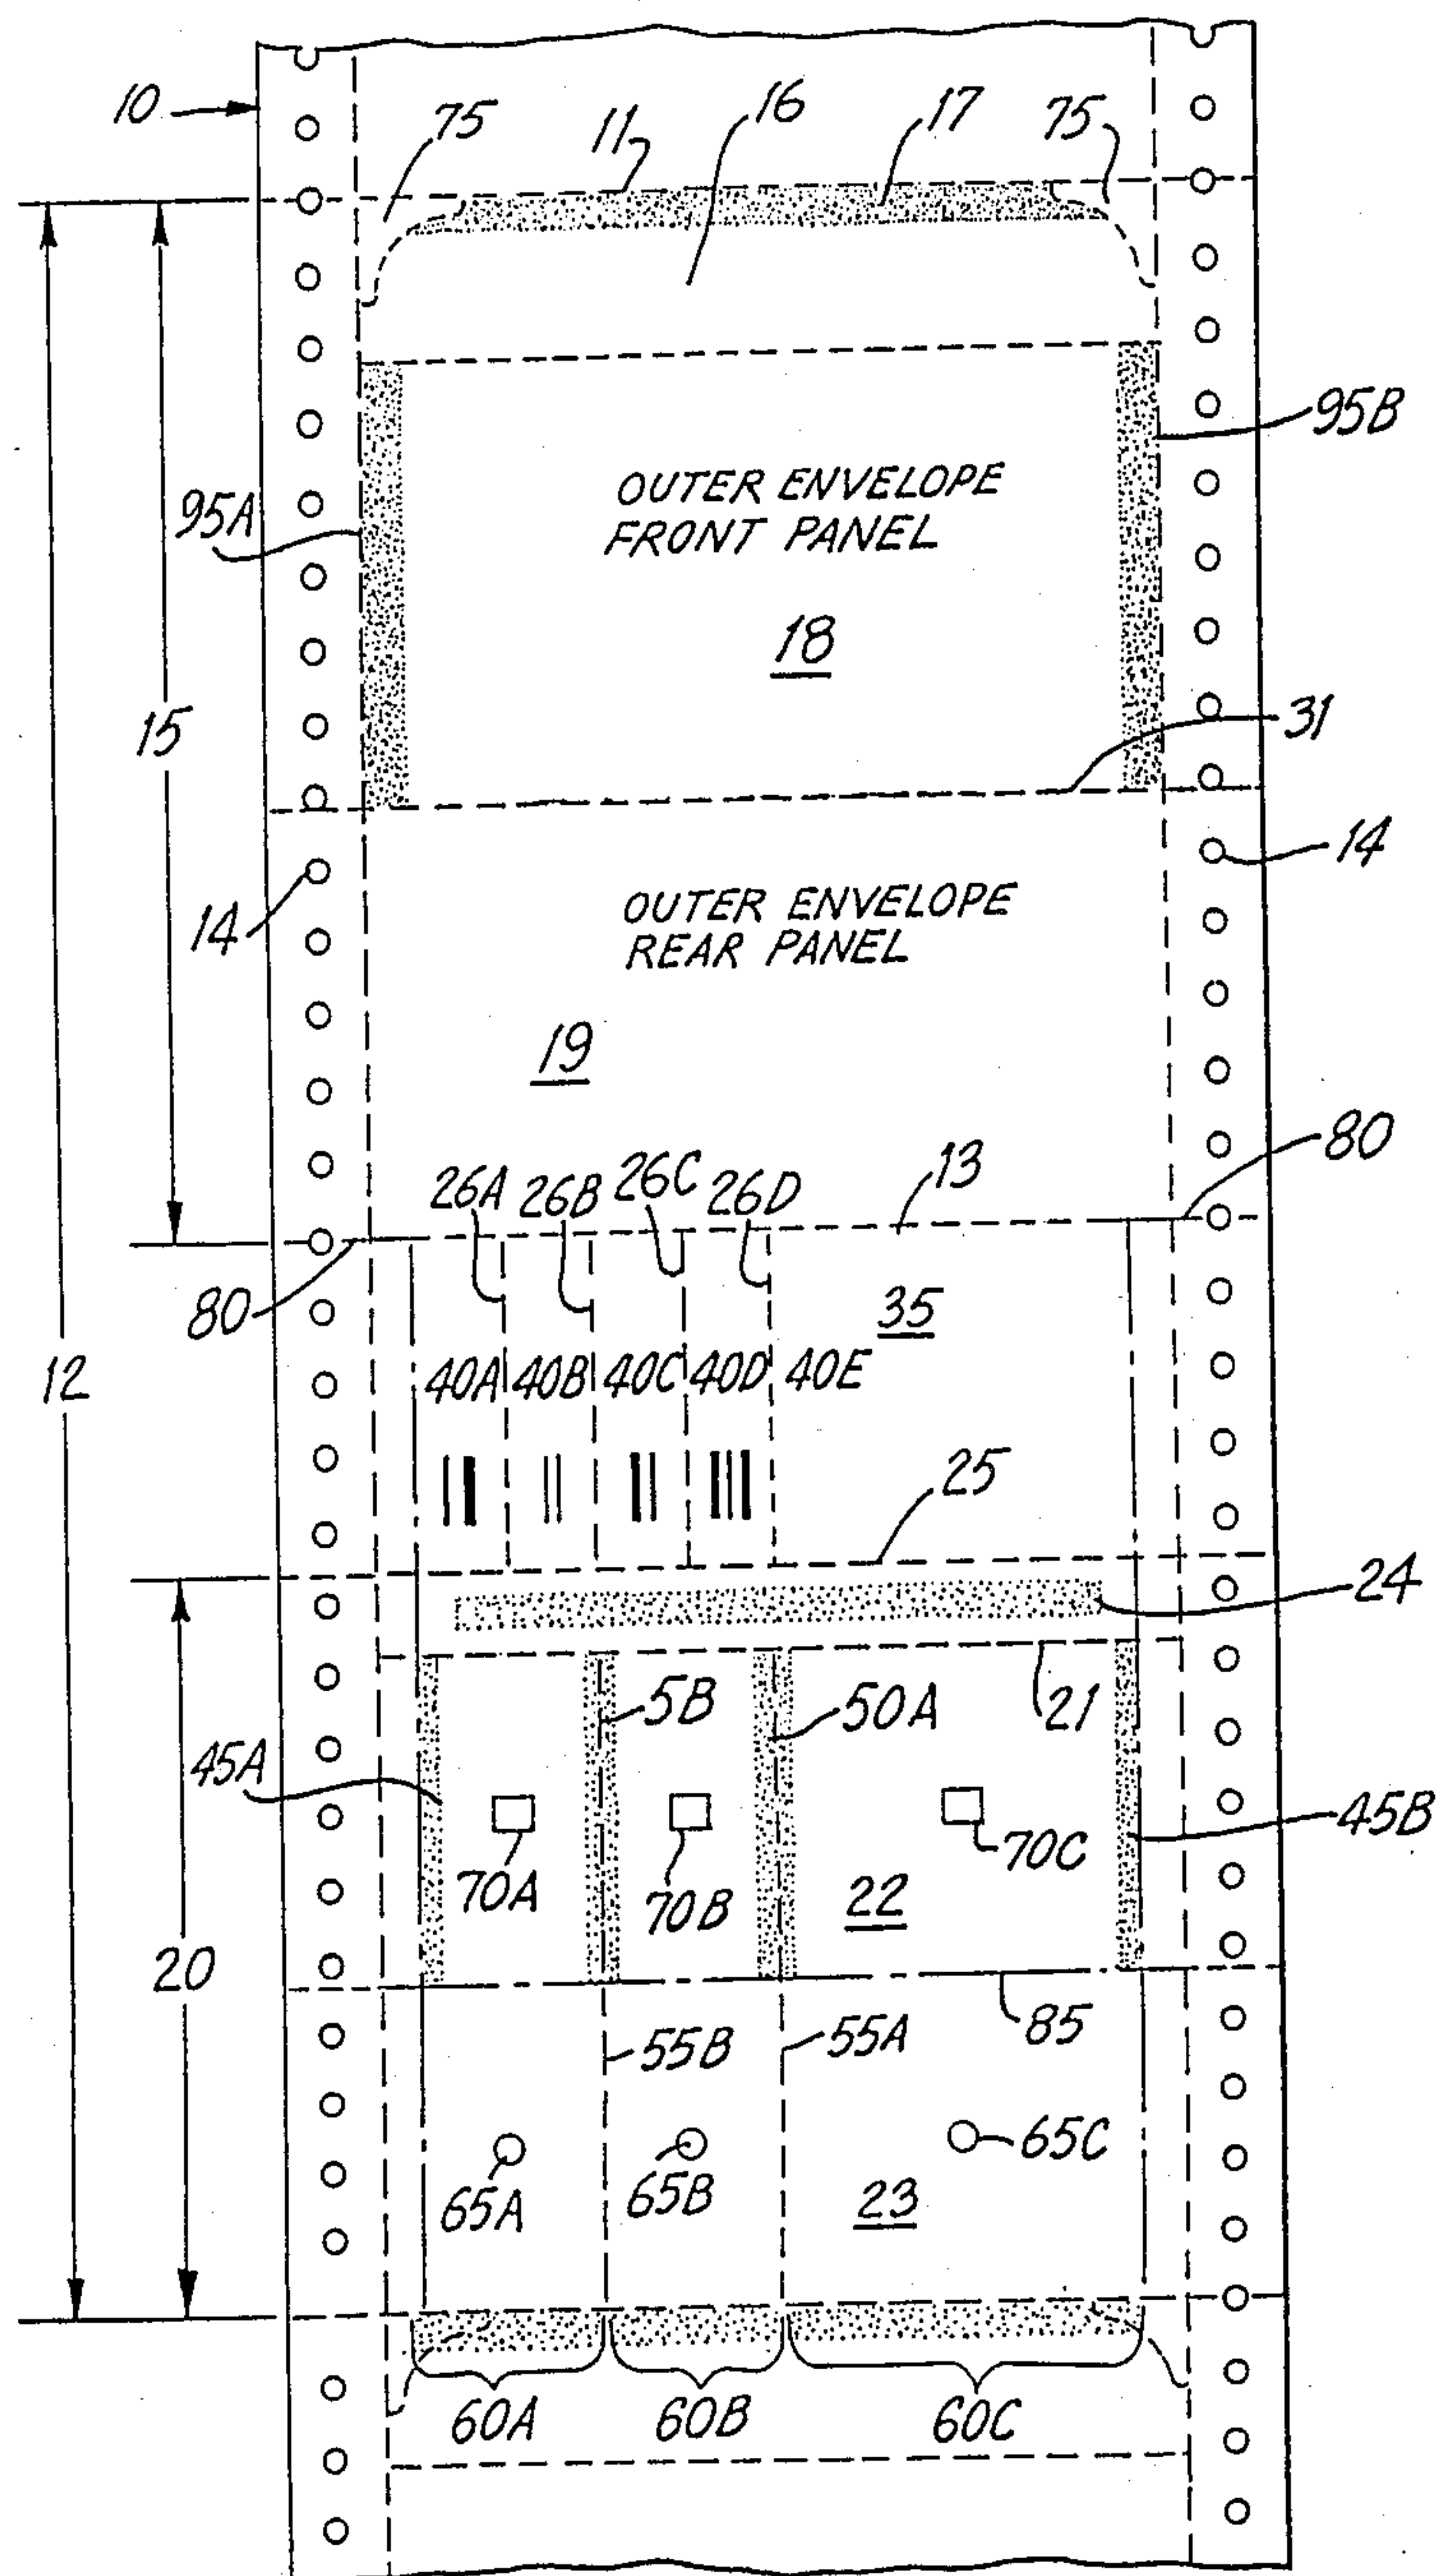 10
75
11
16
17
75
95B
95A
OUTER ENVELOPE
FRONT PANEL
18
15
31
14
14
OUTER ENVELOPE
REAR PANEL
19
80
26A 26B 26C 26D
13
80
35
12
40A 40B 40C 40D 40E
25
24
5B
50A
21
45A
45B
70A
70B
70C
22
20
85
55B
55A
65A
65B
65C
23
60A
60B
60C